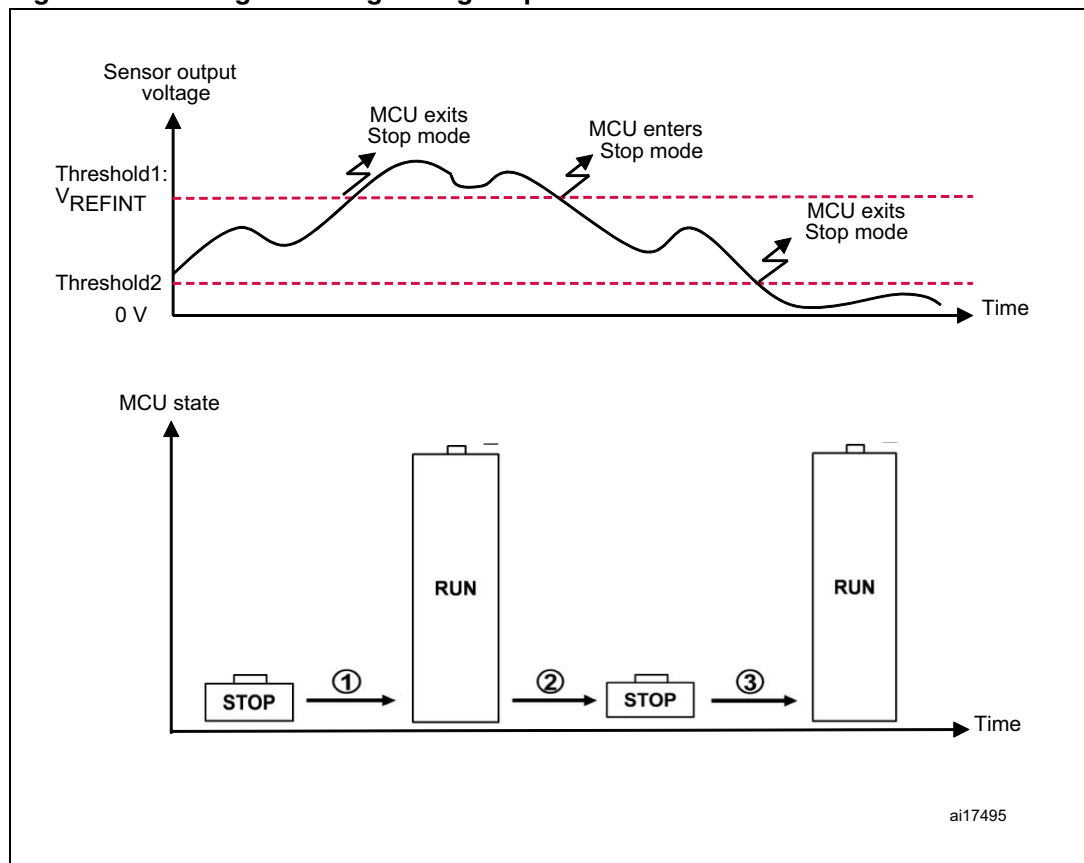 Sensor output
voltage
MCU exits
Stop mode
MCU enters
Stop mode
Threshold1:
VREFINT
MCU exits
Stop mode
Threshold2
0 V
Time
MCU state
RUN
RUN
① ② ③
STOP
STOP
Time
ai17495